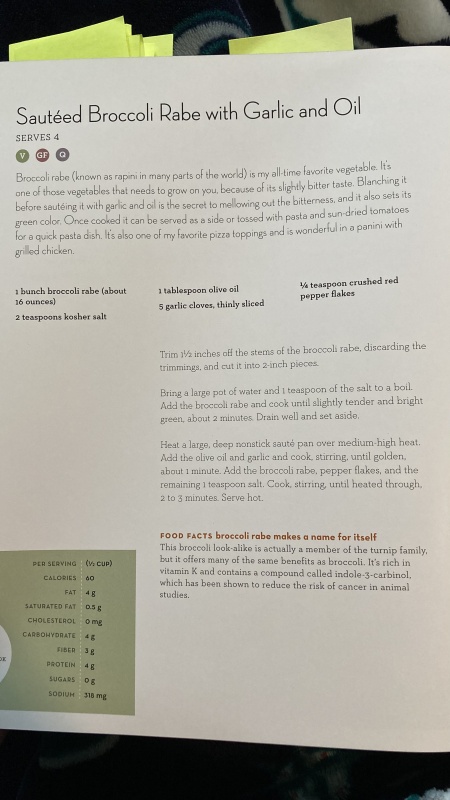 Sautéed Broccoli Rabe with Garlic and Oil
SERVES 4
V GF Q
Broccoli rabe (known as rapini in many parts of the world) is my all-time favorite vegetable. It's
one of those vegetables that needs to grow on you, because of its slightly bitter taste. Blanching it
before sautéing it with garlic and oil is the secret to mellowing out the bitterness, and it also sets its
green color. Once cooked it can be served as a side or tossed with pasta and sun-dried tomatoes
for a quick pasta dish. It's also one of my favorite pizza toppings and is wonderful in a panini with
grilled chicken.
1 bunch broccoli rabe (about
16 ounces)
2 teaspoons kosher salt
1 tablespoon olive oil
5 garlic cloves, thinly sliced
¼ teaspoon crushed red
pepper flakes
Trim 1½ inches off the stems of the broccoli rabe, discarding the
trimmings, and cut it into 2-inch pieces.
Bring a large pot of water and 1 teaspoon of the salt to a boil.
Add the broccoli rabe and cook until slightly tender and bright
green, about 2 minutes. Drain well and set aside.
Heat a large, deep nonstick sauté pan over medium-high heat.
Add the olive oil and garlic and cook, stirring, until golden,
about 1 minute. Add the broccoli rabe, pepper flakes, and the
remaining 1 teaspoon salt. Cook, stirring, until heated through,
2 to 3 minutes. Serve hot.
FOOD FACTS broccoli rabe makes a name for itself
This broccoli look-alike is actually a member of the turnip family,
but it offers many of the same benefits as broccoli. It's rich in
vitamin K and contains a compound called indole-3-carbinol,
which has been shown to reduce the risk of cancer in animal
studies.
PER SERVING (½ CUP)
CALORIES 60
FAT 4 g
SATURATED FAT 0.5 g
CHOLESTEROL 0 mg
CARBOHYDRATE 4 g
FIBER 3 g
PROTEIN 4 g
SUGARS 0 g
SODIUM 318 mg